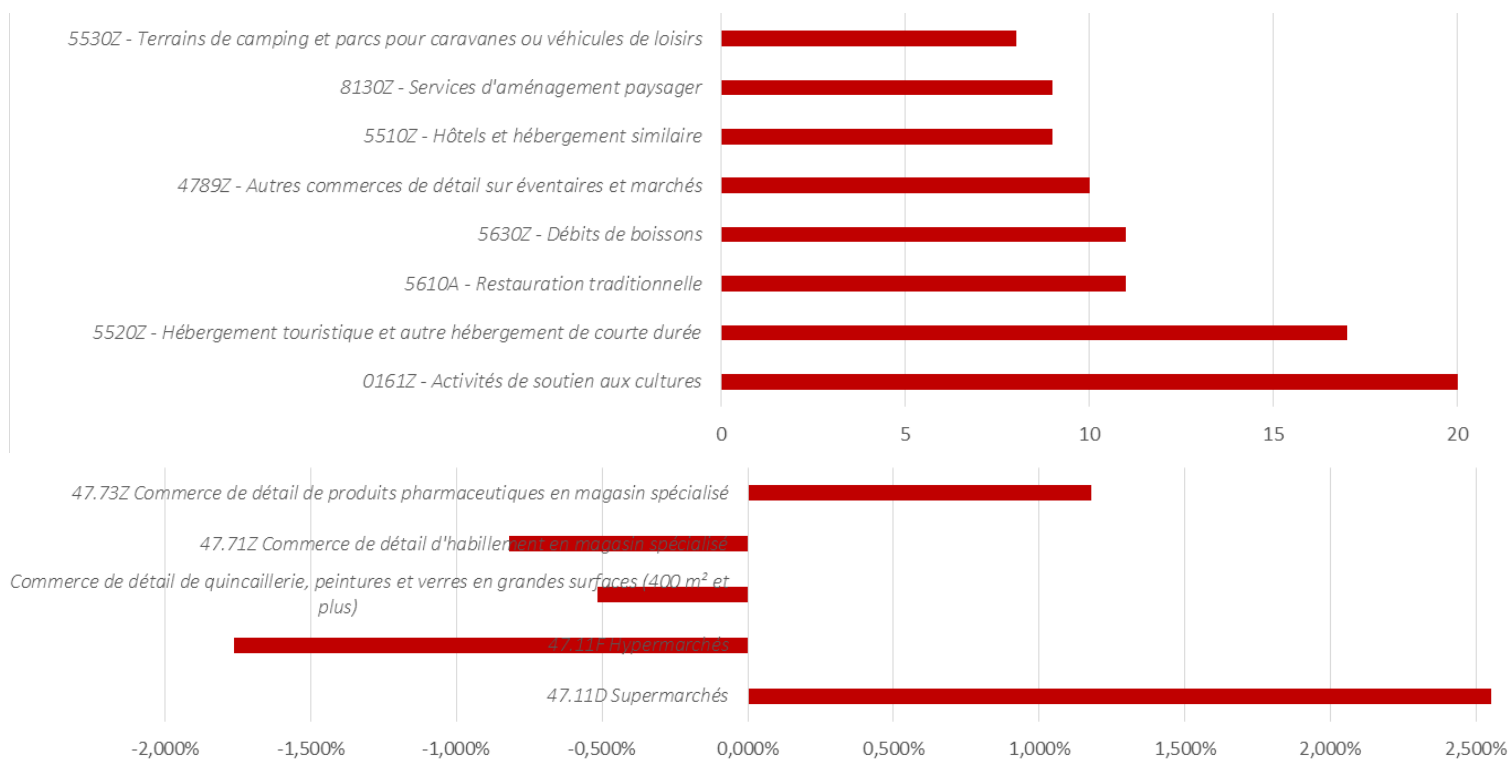 5530Z - Terrains de camping et parcs pour caravanes ou véhicules de loisirs
8130Z - Services d'aménagement paysager
5510Z - Hôtels et hébergement similaire
4789Z - Autres commerces de détail sur éventaires et marchés
5630Z - Débits de boissons
5610A - Restauration traditionnelle
5520Z - Hébergement touristique et autre hébergement de courte durée
0161Z - Activités de soutien aux cultures
0 5 10 15 20
47.73Z Commerce de détail de produits pharmaceutiques en magasin spécialisé
47.71Z Commerce de détail d'habillement en magasin spécialisé
Commerce de détail de quincaillerie, peintures et verres en grandes surfaces (400 m² et
plus)
47.11F Hypermarchés
47.11D Supermarchés
-2,000% -1,500% -1,000% -0,500% 0,000% 0,500% 1,000% 1,500% 2,000% 2,500%